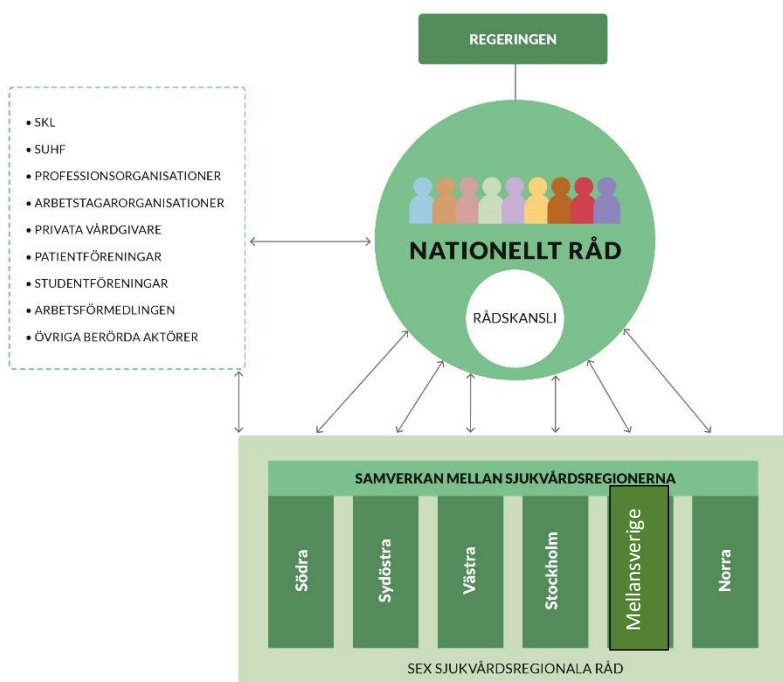 REGERINGEN
• SKL
• SUHF
• PROFESSIONSORGANISATIONER
• ARBETSTAGARORGANISATIONER
• PRIVATA VÅRDGIVARE
• PATIENTFÖRENINGAR
• STUDENTFÖRENINGAR
• ARBETSFÖRMEDLINGEN
• ÖVRIGA BERÖRDA AKTÖRER
NATIONELLT RÅD
RÅDSKANSLI
SAMVERKAN MELLAN SJUKVÅRDSREGIONERNA
Södra
Sydöstra
Västra
Stockholm
Mellansverige
Norra
SEX SJUKVÅRDSREGIONALA RÅD